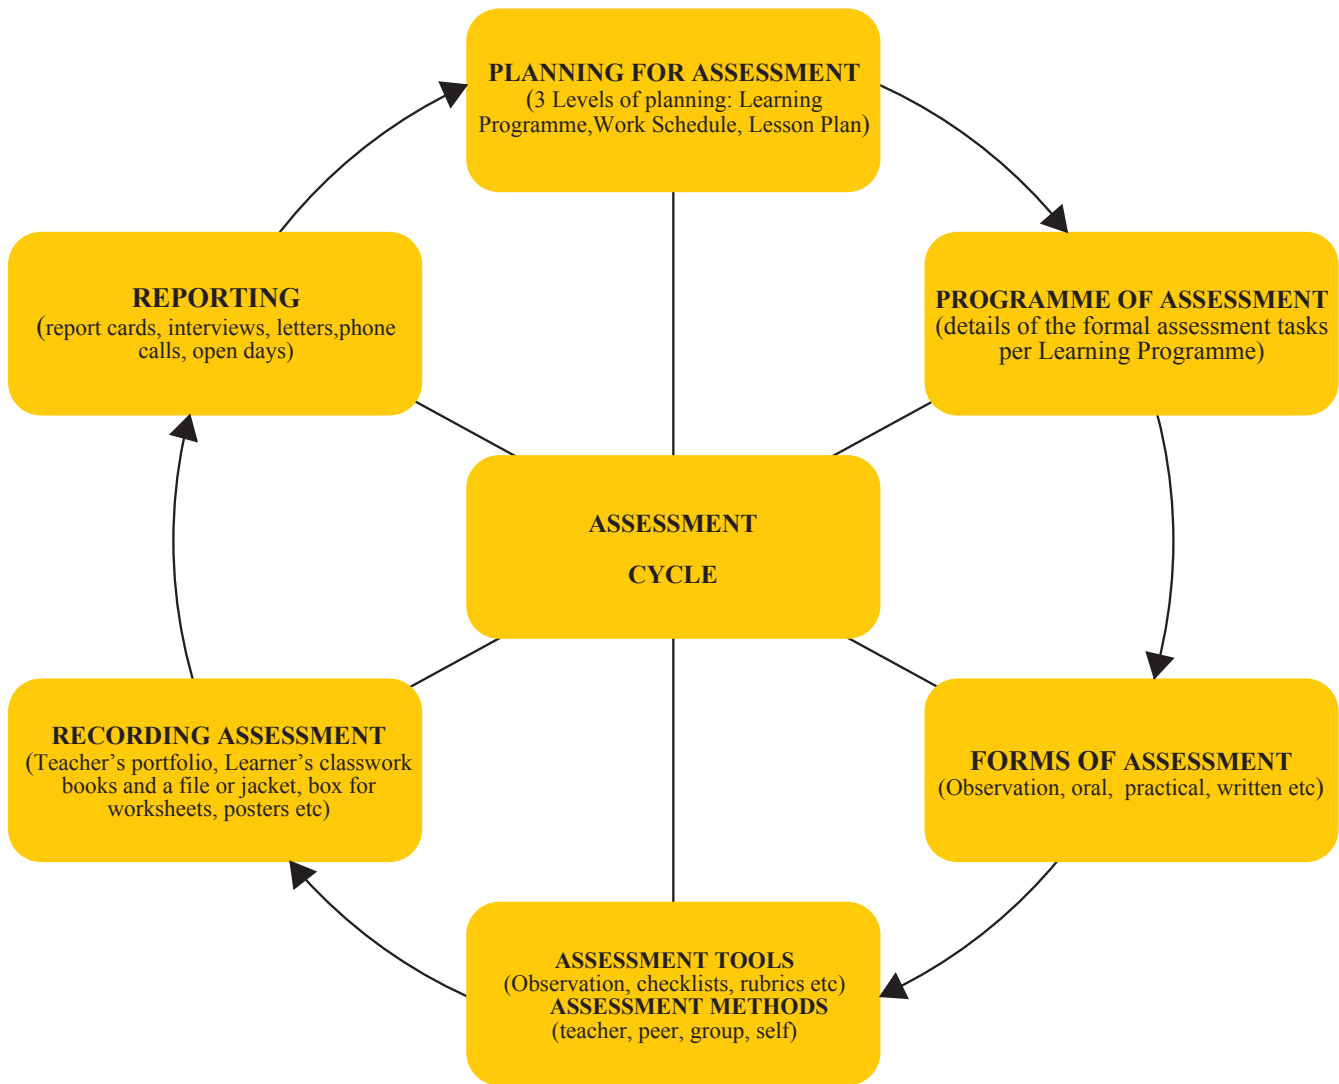 PLANNING FOR ASSESSMENT
(3 Levels of planning: Learning
Programme,Work Schedule, Lesson Plan)
PROGRAMME OF ASSESSMENT
(details of the formal assessment tasks
per Learning Programme)
FORMS OF ASSESSMENT
(Observation, oral, practical, written etc)
ASSESSMENT TOOLS
(Observation, checklists, rubrics etc)
ASSESSMENT METHODS
(teacher, peer, group, self)
RECORDING ASSESSMENT
(Teacher’s portfolio, Learner’s classwork
books and a file or jacket, box for
worksheets, posters etc)
REPORTING
(report cards, interviews, letters,phone
calls, open days)
ASSESSMENT
CYCLE